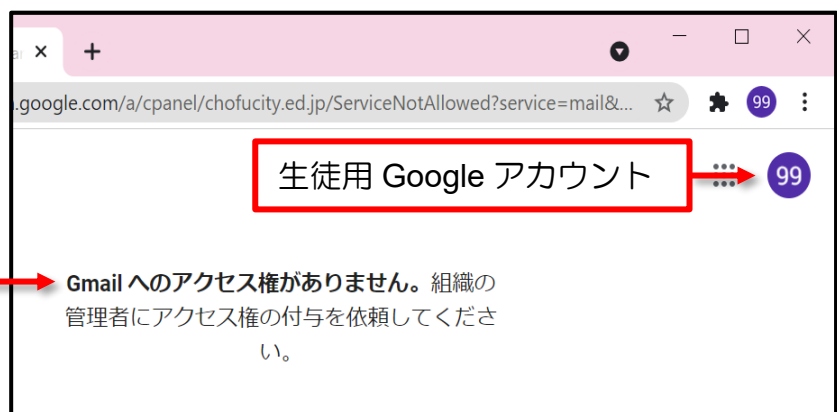 .google.com/a/cpanel/chofucity.ed.jp/ServiceNotAllowed?service=mail&...
99
生徒用 Google アカウント
99
Gmail へのアクセス権がありません。組織の
管理者にアクセス権の付与を依頼してくださ
い。